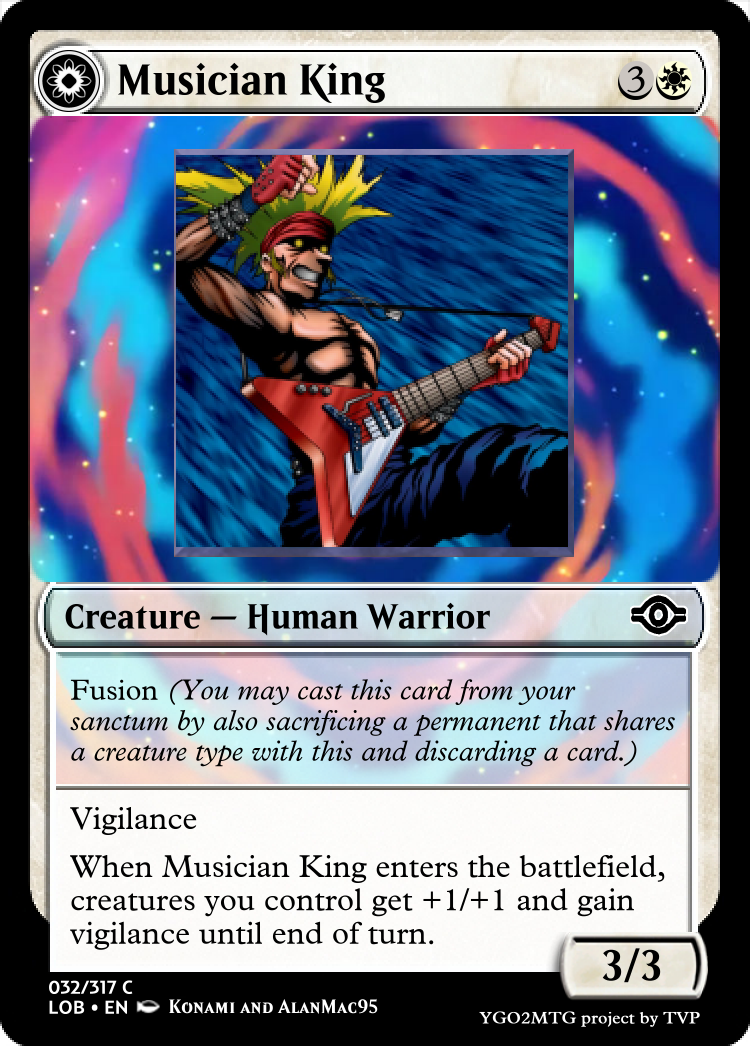 Musician King 3
Creature — Human Warrior
Fusion (You may cast this card from your
sanctum by also sacrificing a permanent that shares
a creature type with this and discarding a card.)
Vigilance
When Musician King enters the battlefield,
creatures you control get +1/+1 and gain
vigilance until end of turn.
3/3
032/317 C
LOB • EN Konami and AlanMac95
YGO2MTG project by TVP